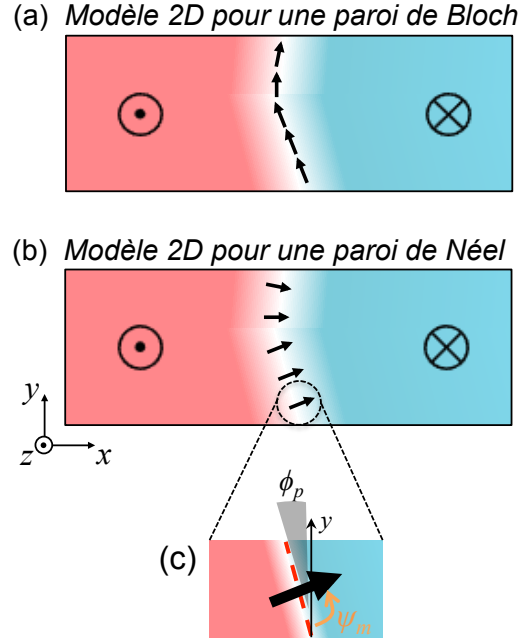 (a) Modèle 2D pour une paroi de Bloch
(b) Modèle 2D pour une paroi de Néel
y
z x
ϕp
y
(c)
ψm